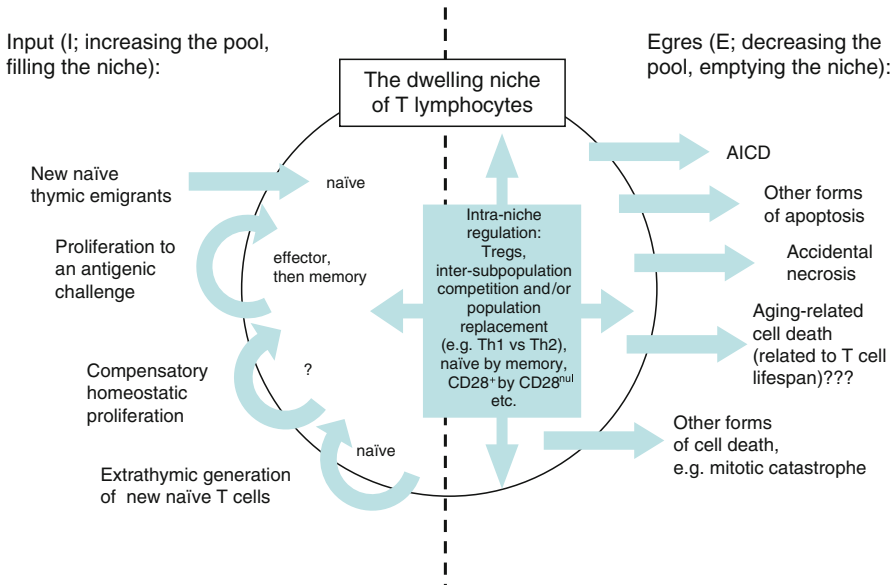 Input (I; increasing the pool,
filling the niche):
Egres (E; decreasing the
pool, emptying the niche):
The dwelling niche
of T lymphocytes
New naïve
thymic emigrants
naïve
Proliferation to
an antigenic
challenge
effector,
then memory
Compensatory
homeostatic
proliferation
?
Extrathymic generation
of new naïve T cells
naïve
Intra-niche
regulation:
Tregs,
inter-subpopulation
competition and/or
population
replacement
(e.g. Th1 vs Th2),
naïve by memory,
CD28⁺ by CD28ⁿᵘˡ
etc.
AICD
Other forms
of apoptosis
Accidental
necrosis
Aging-related
cell death
(related to T cell
lifespan)???
Other forms
of cell death,
e.g. mitotic catastrophe